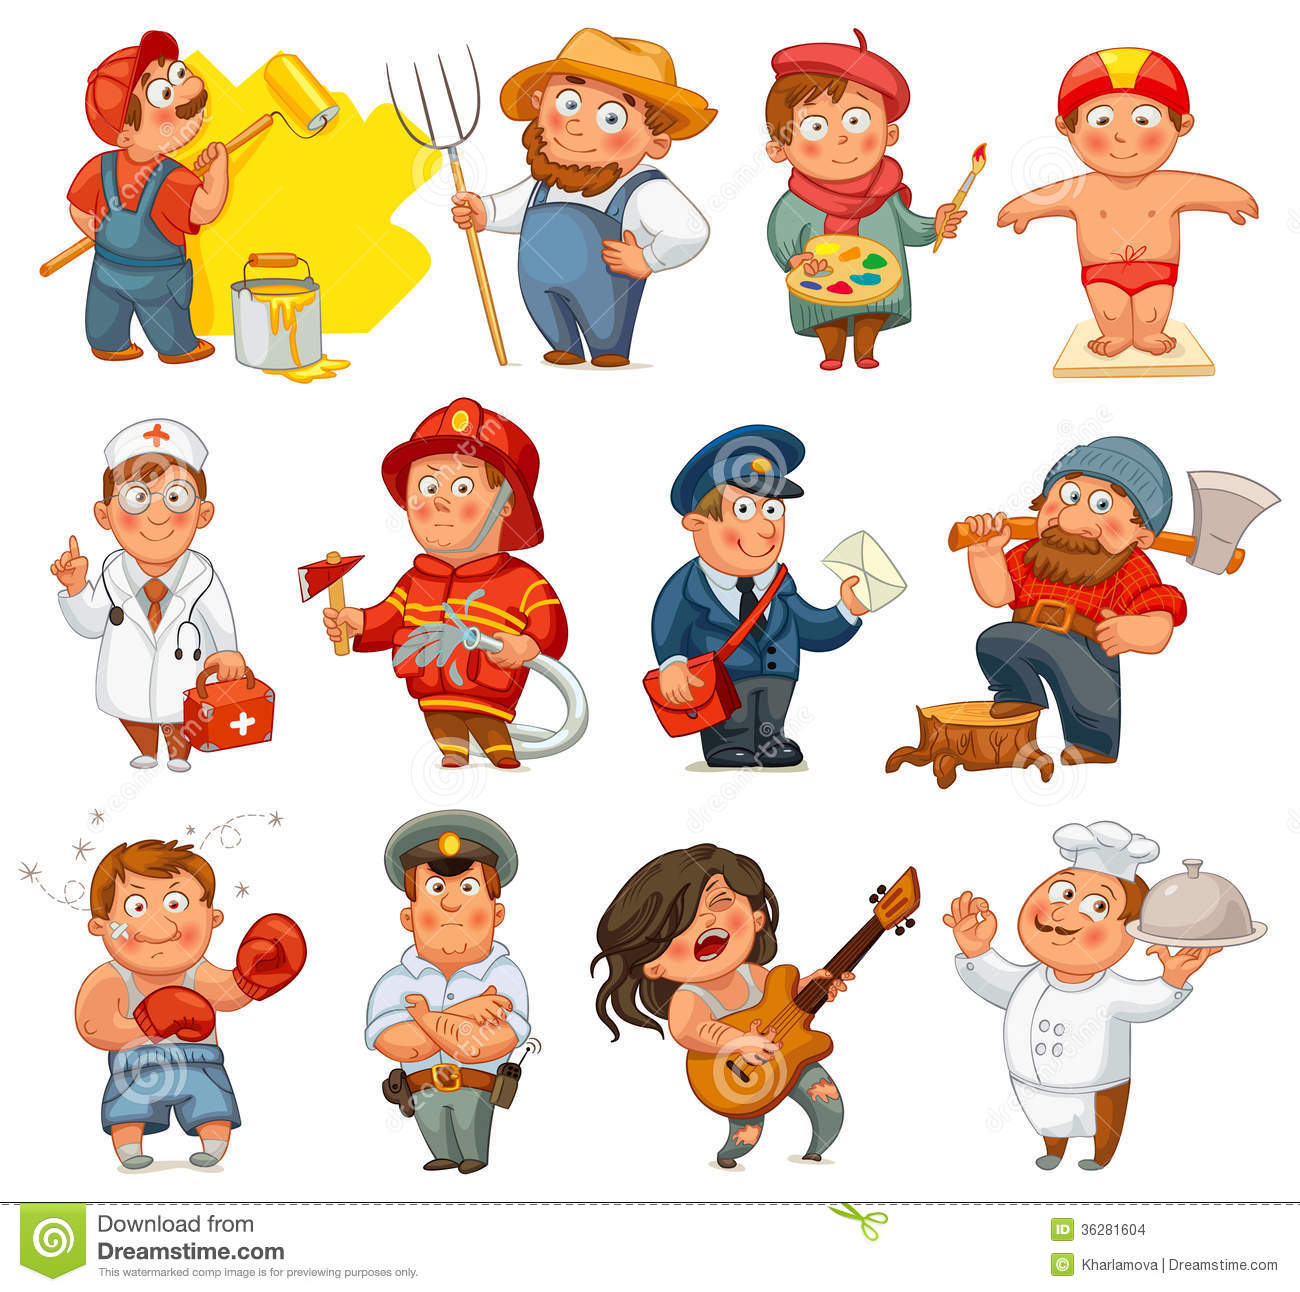 Download from
Dreamstime.com
This watermarked comp image is for previewing purposes only.
ID 36281604
© Kharlamova | Dreamstime.com